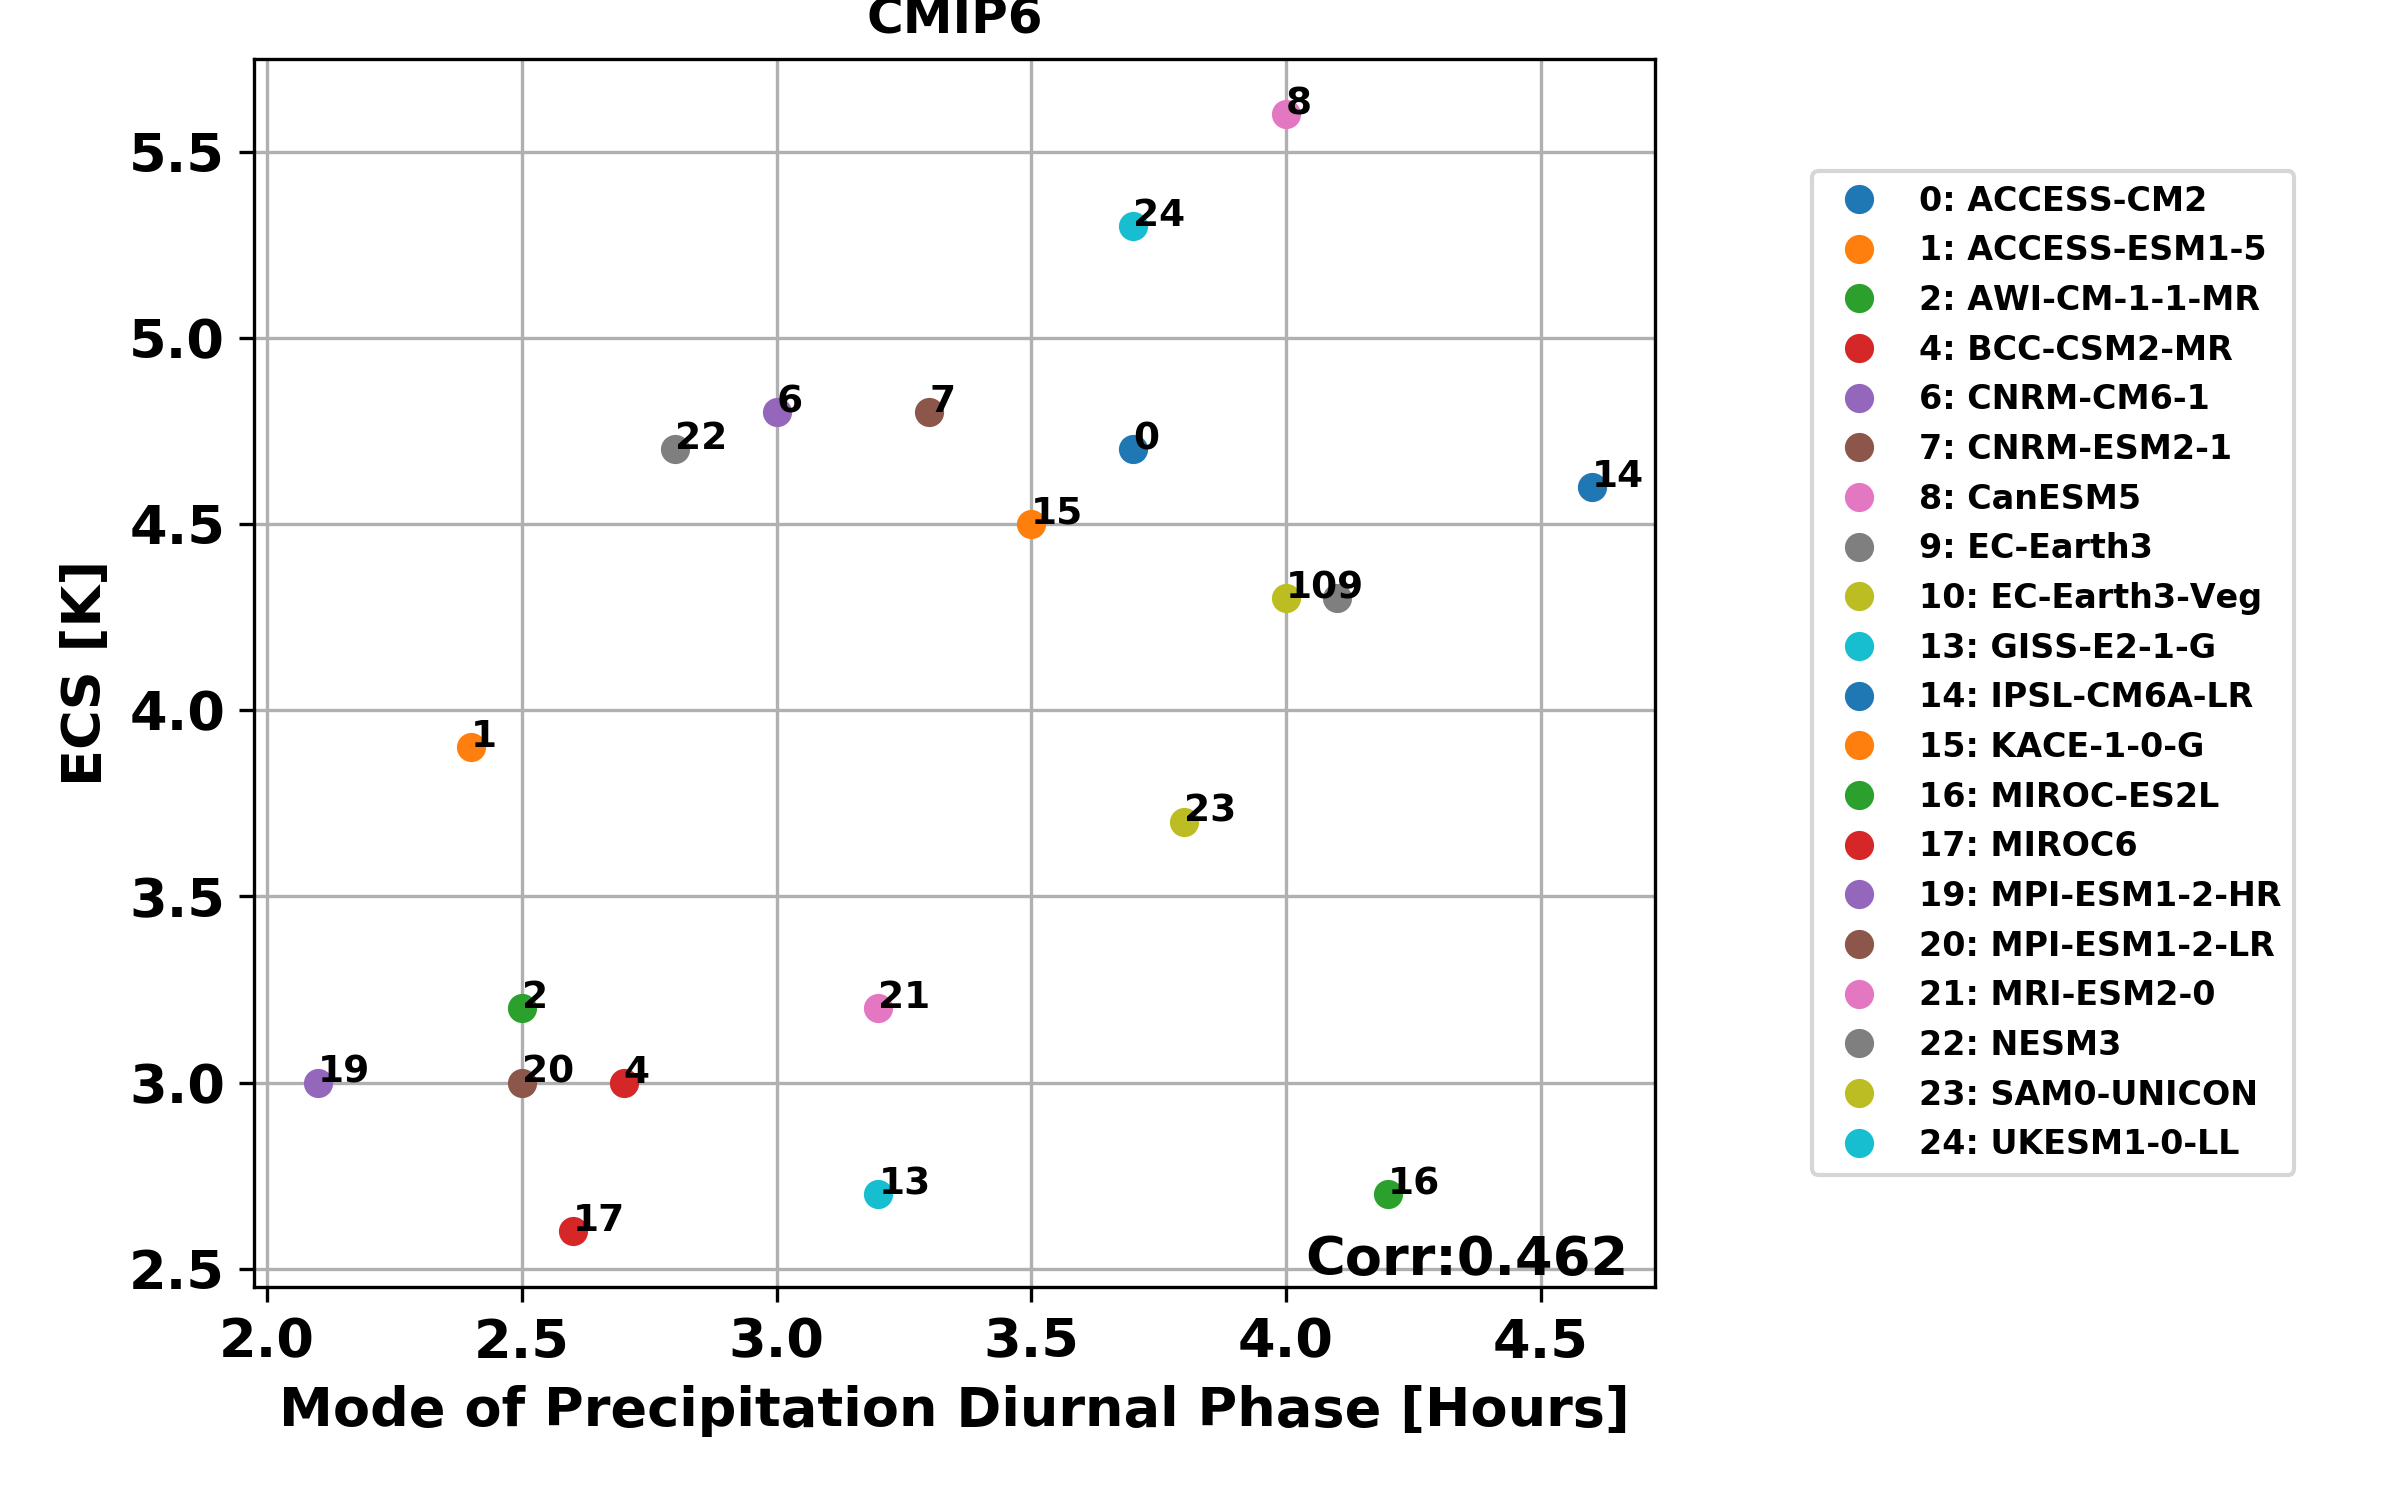 CMIP6
5.5
5.0
4.5
4.0
3.5
3.0
2.5
ECS [K]
8
24
6
7
22
0
14
15
10
9
1
23
2
21
19
20
4
13
16
17
Corr:0.462
2.0
2.5
3.0
3.5
4.0
4.5
Mode of Precipitation Diurnal Phase [Hours]
0: ACCESS-CM2
1: ACCESS-ESM1-5
2: AWI-CM-1-1-MR
4: BCC-CSM2-MR
6: CNRM-CM6-1
7: CNRM-ESM2-1
8: CanESM5
9: EC-Earth3
10: EC-Earth3-Veg
13: GISS-E2-1-G
14: IPSL-CM6A-LR
15: KACE-1-0-G
16: MIROC-ES2L
17: MIROC6
19: MPI-ESM1-2-HR
20: MPI-ESM1-2-LR
21: MRI-ESM2-0
22: NESM3
23: SAM0-UNICON
24: UKESM1-0-LL